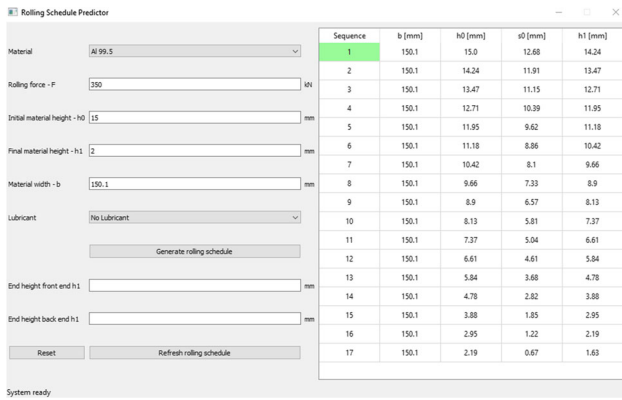 Rolling Schedule Predictor
Material Al 99.5
Rolling force - F 350 kN
Initial material height - h0 15 mm
Final material height - h1 2 mm
Material width - b 150.1 mm
Lubricant No Lubricant
Generate rolling schedule
End height front end h1 mm
End height back end h1 mm
Reset Refresh rolling schedule
System ready
Sequence b [mm] h0 [mm] s0 [mm] h1 [mm]
1 150.1 15.0 12.68 14.24
2 150.1 14.24 11.91 13.47
3 150.1 13.47 11.15 12.71
4 150.1 12.71 10.39 11.95
5 150.1 11.95 9.62 11.18
6 150.1 11.18 8.86 10.42
7 150.1 10.42 8.1 9.66
8 150.1 9.66 7.33 8.9
9 150.1 8.9 6.57 8.13
10 150.1 8.13 5.81 7.37
11 150.1 7.37 5.04 6.61
12 150.1 6.61 4.61 5.84
13 150.1 5.84 3.68 4.78
14 150.1 4.78 2.82 3.88
15 150.1 3.88 1.85 2.95
16 150.1 2.95 1.22 2.19
17 150.1 2.19 0.67 1.63